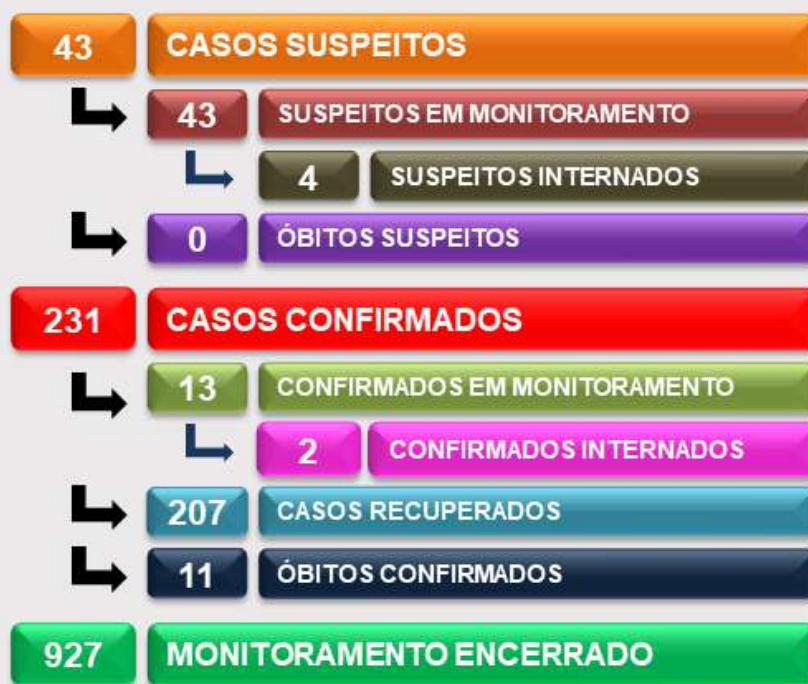 43 CASOS SUSPEITOS
43 SUSPEITOS EM MONITORAMENTO
4 SUSPEITOS INTERNADOS
0 ÓBITOS SUSPEITOS
231 CASOS CONFIRMADOS
13 CONFIRMADOS EM MONITORAMENTO
2 CONFIRMADOS INTERNADOS
207 CASOS RECUPERADOS
11 ÓBITOS CONFIRMADOS
927 MONITORAMENTO ENCERRADO